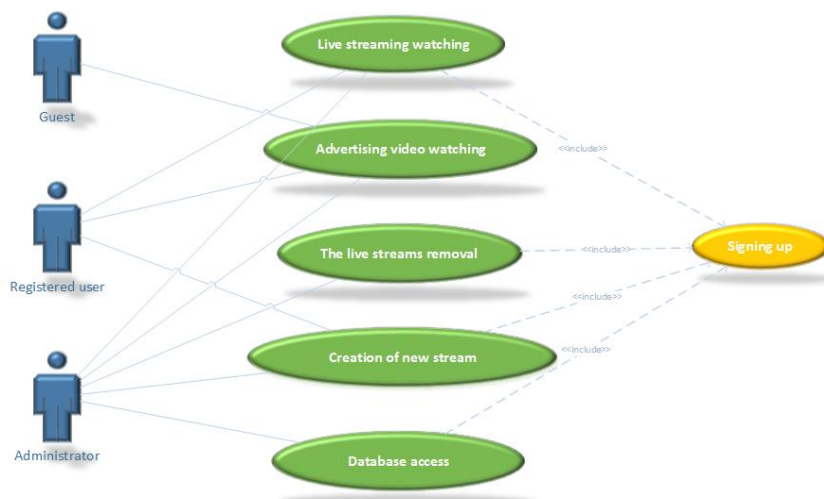 Live streaming watching
Guest
Advertising video watching
<<include>>
Registered user
The live streams removal
<<include>>
Signing up
<<include>>
Creation of new stream
<<include>>
Administrator
Database access